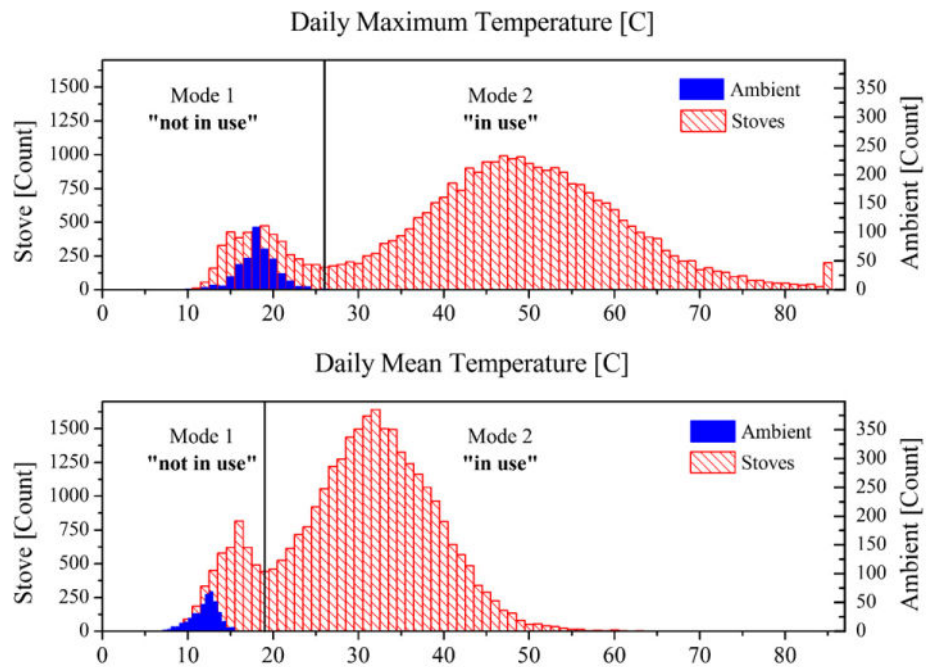 Daily Maximum Temperature [C]
1500
1250
1000
750
500
250
0
Stove [Count]
Mode 1
"not in use"
Mode 2
"in use"
Ambient
Stoves
350
300
250
200
150
100
50
0
Ambient [Count]
0 10 20 30 40 50 60 70 80
Daily Mean Temperature [C]
1500
1250
1000
750
500
250
0
Stove [Count]
Mode 1
"not in use"
Mode 2
"in use"
Ambient
Stoves
350
300
250
200
150
100
50
0
Ambient [Count]
0 10 20 30 40 50 60 70 80